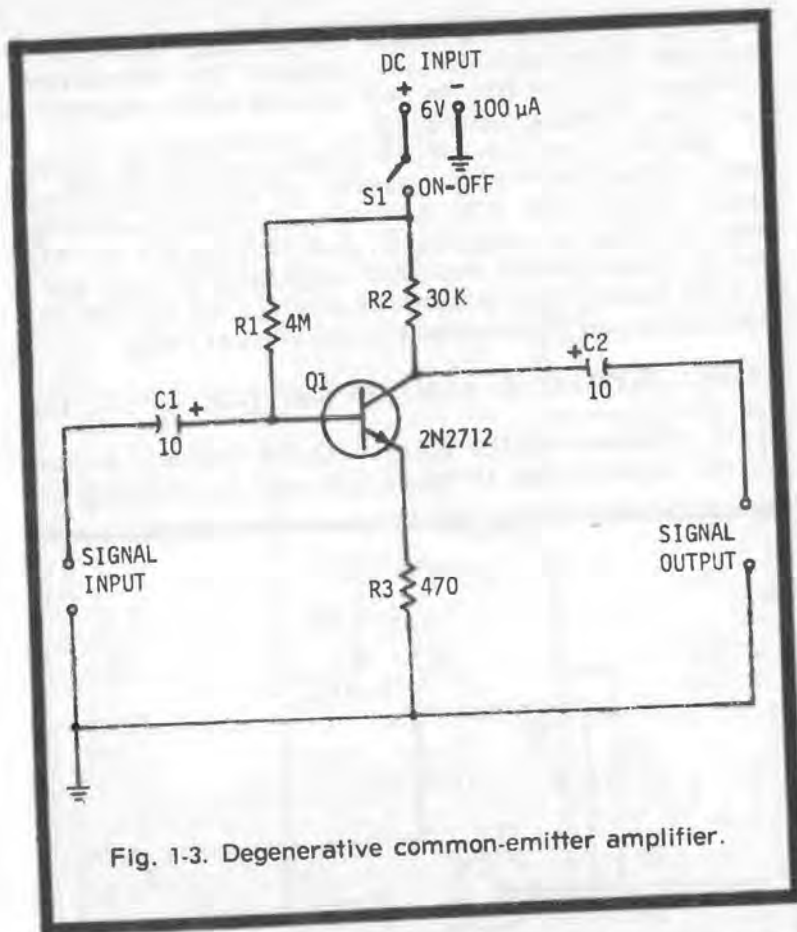 DC INPUT
+ -
6V 100 μA
S1 ON-OFF
R2 30 K
R1 4M
Q1
+ C2
10
C1 +
10
2N2712
SIGNAL
INPUT
SIGNAL
OUTPUT
R3 470
Fig. 1-3. Degenerative common-emitter amplifier.